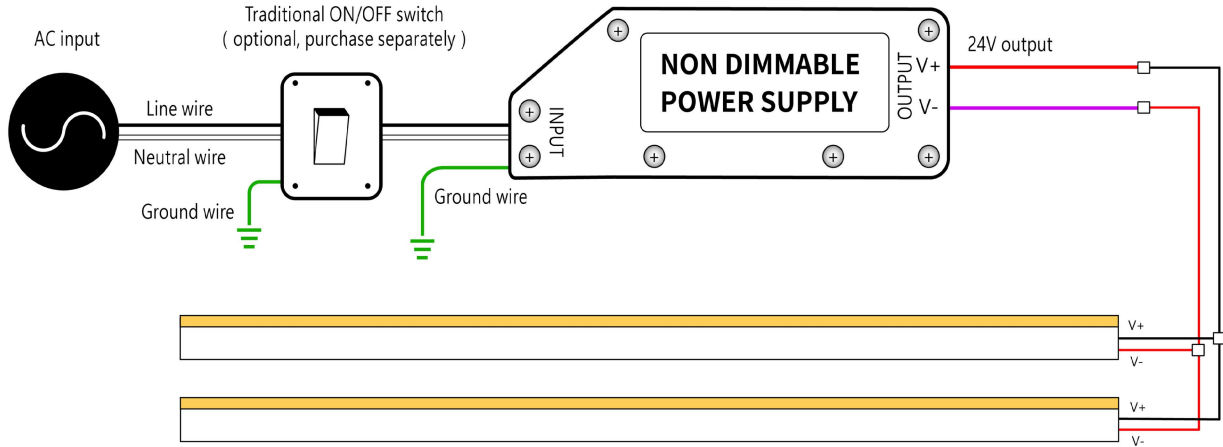 AC input
Traditional ON/OFF switch
( optional, purchase separately )
Line wire
Neutral wire
Ground wire
Ground wire
INPUT
NON DIMMABLE
POWER SUPPLY
OUTPUT
V+
V-
24V output
V+
V-
V+
V-